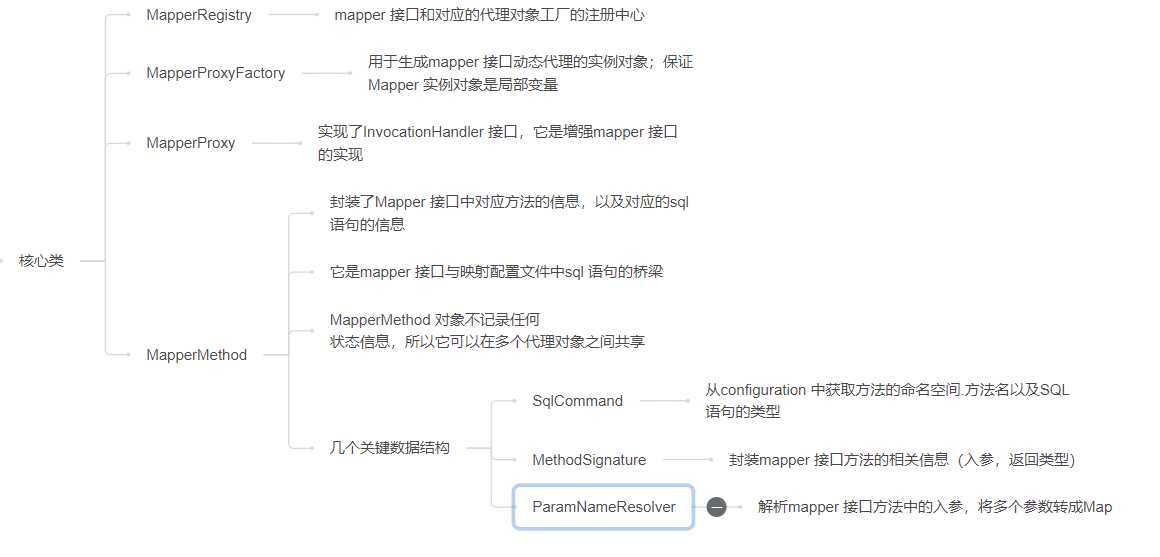 MapperRegistry
mapper 接口和对应的代理对象工厂的注册中心
MapperProxyFactory
用于生成mapper 接口动态代理的实例对象；保证
Mapper 实例对象是局部变量
MapperProxy
实现了InvocationHandler 接口，它是增强mapper 接口
的实现
核心类
MapperMethod
封装了Mapper 接口中对应方法的信息，以及对应的sql
语句的信息
它是mapper 接口与映射配置文件中sql 语句的桥梁
MapperMethod 对象不记录任何
状态信息，所以它可以在多个代理对象之间共享
几个关键数据结构
SqlCommand
从configuration 中获取方法的命名空间.方法名以及SQL
语句的类型
MethodSignature
封装mapper 接口方法的相关信息（入参，返回类型）
ParamNameResolver
解析mapper 接口方法中的入参，将多个参数转成Map